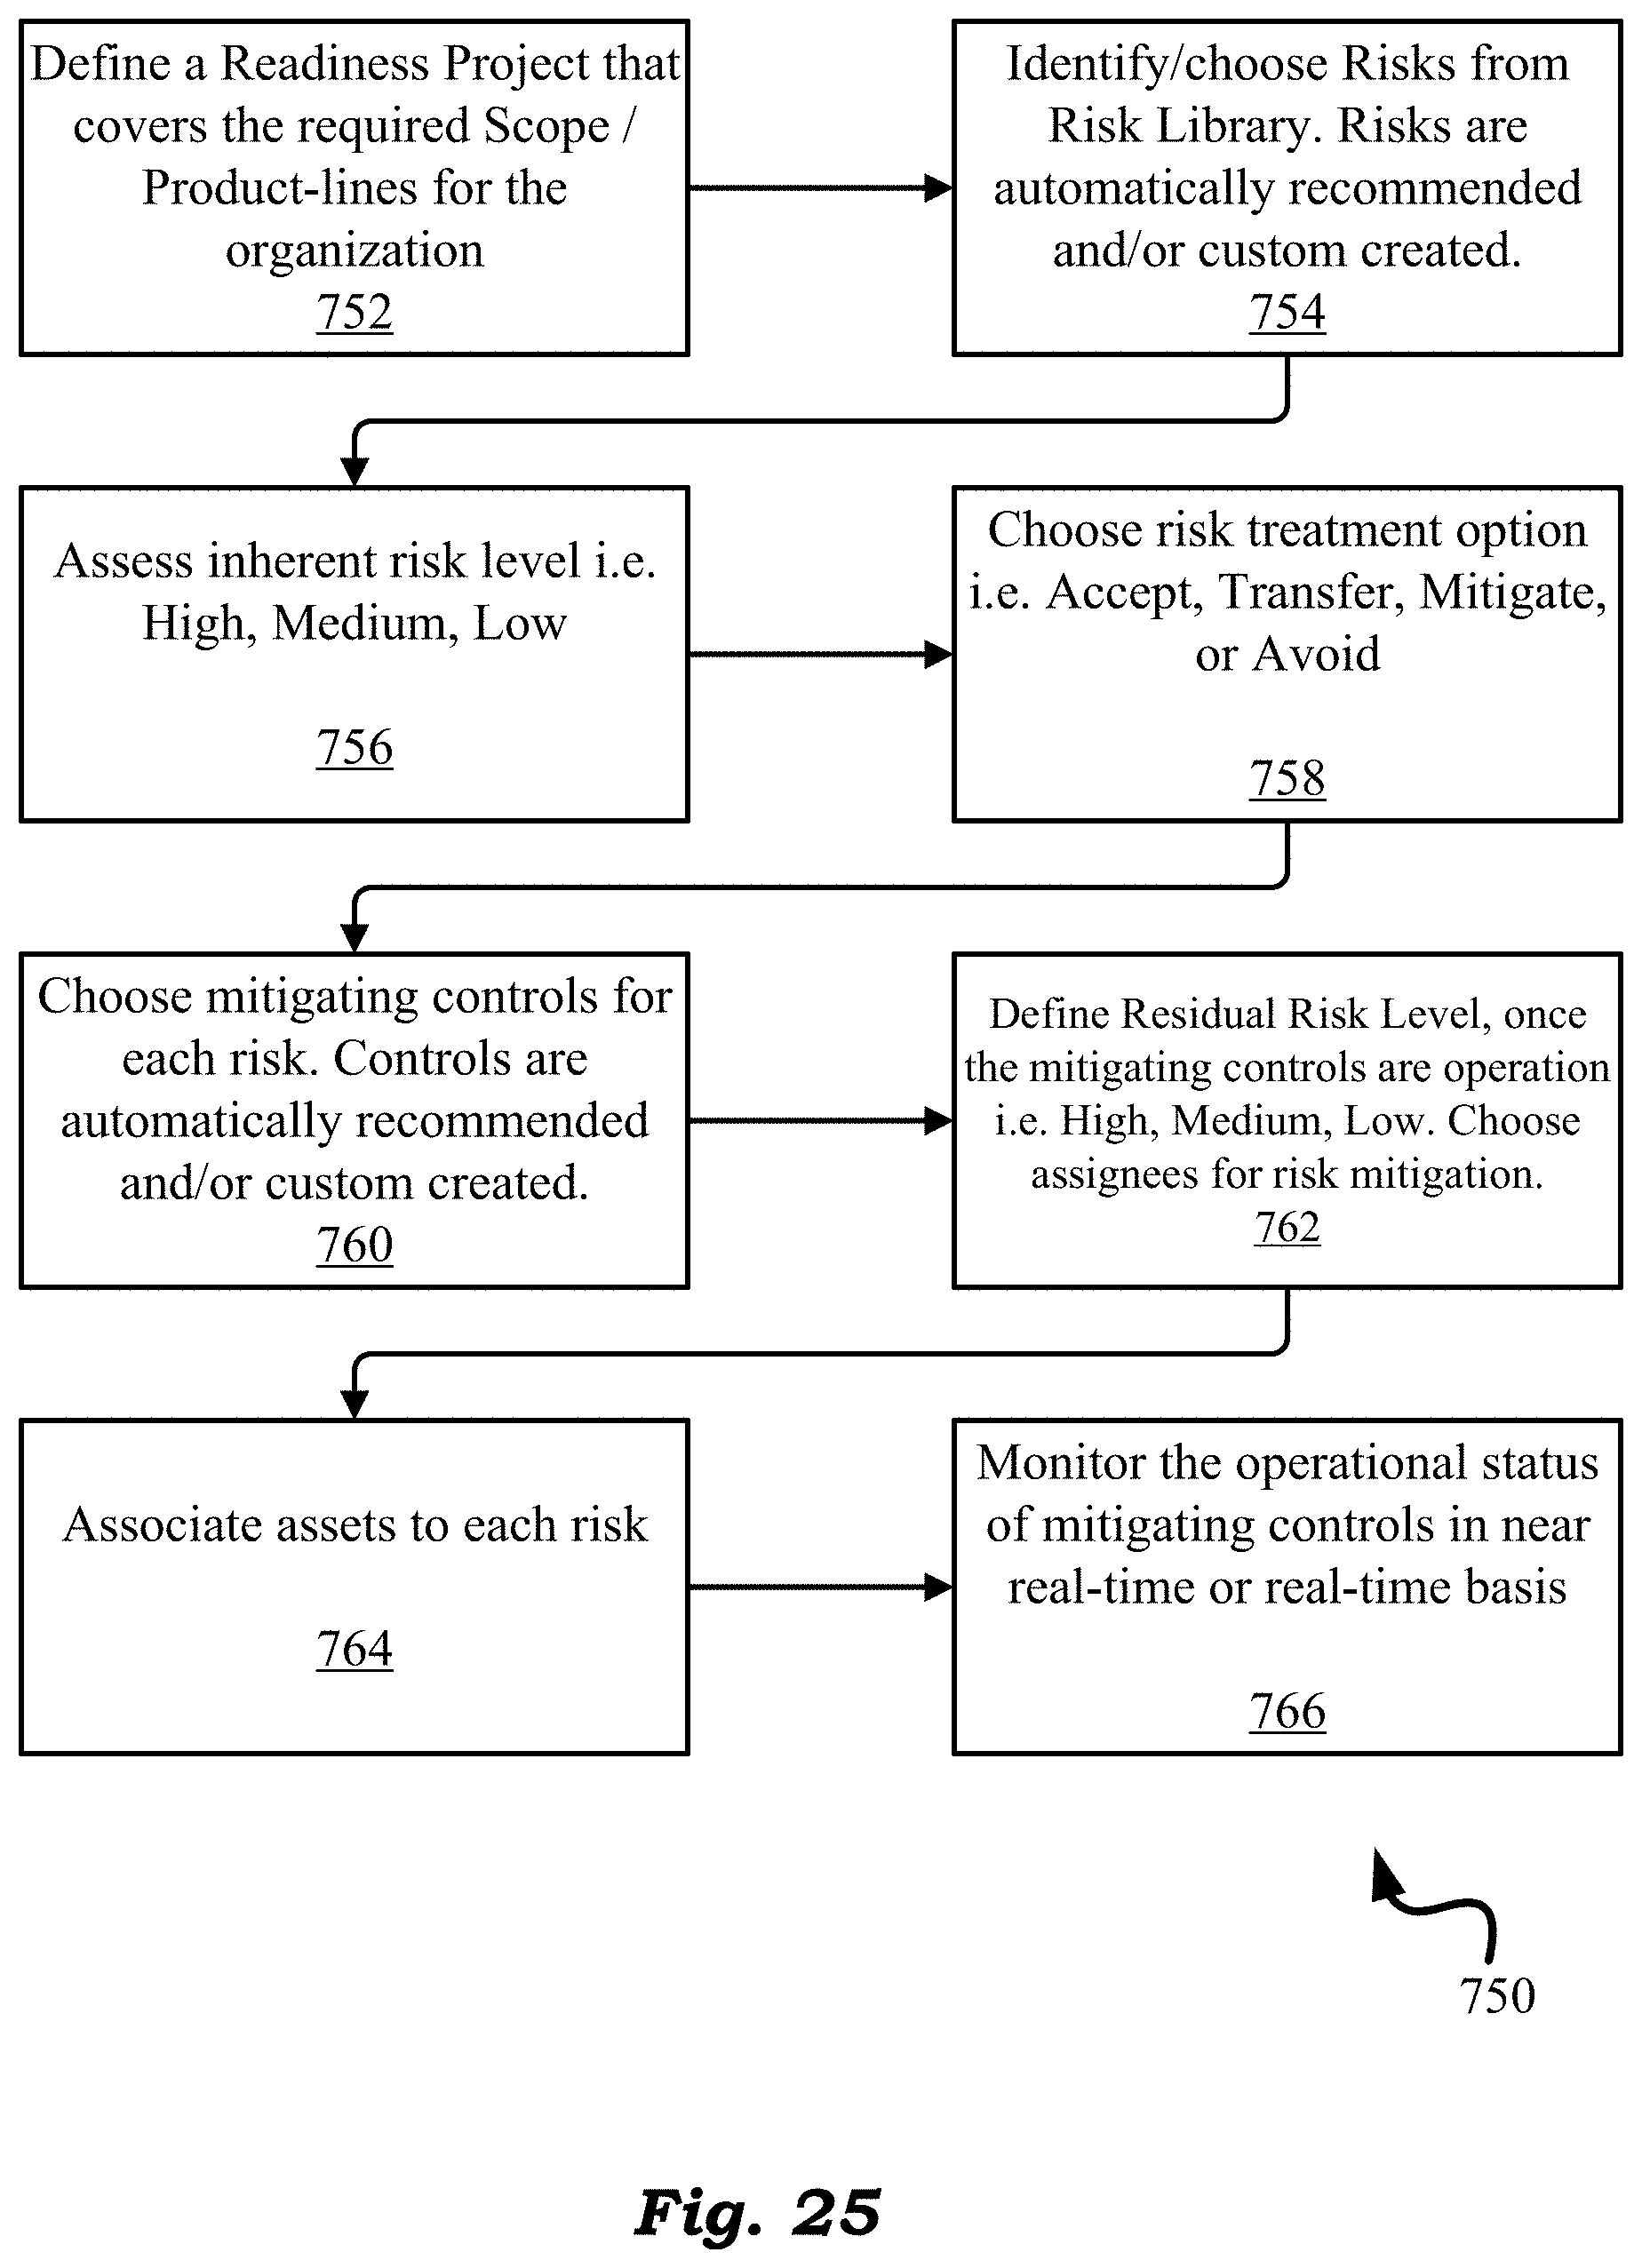 Define a Readiness Project that
covers the required Scope /
Product-lines for the
organization
752
Identify/choose Risks from
Risk Library. Risks are
automatically recommended
and/or custom created.
754
Assess inherent risk level i.e.
High, Medium, Low
756
Choose risk treatment option
i.e. Accept, Transfer, Mitigate,
or Avoid
758
Choose mitigating controls for
each risk. Controls are
automatically recommended
and/or custom created.
760
Define Residual Risk Level, once
the mitigating controls are operation
i.e. High, Medium, Low. Choose
assignees for risk mitigation.
762
Associate assets to each risk
764
Monitor the operational status
of mitigating controls in near
real-time or real-time basis
766
750
Fig. 25